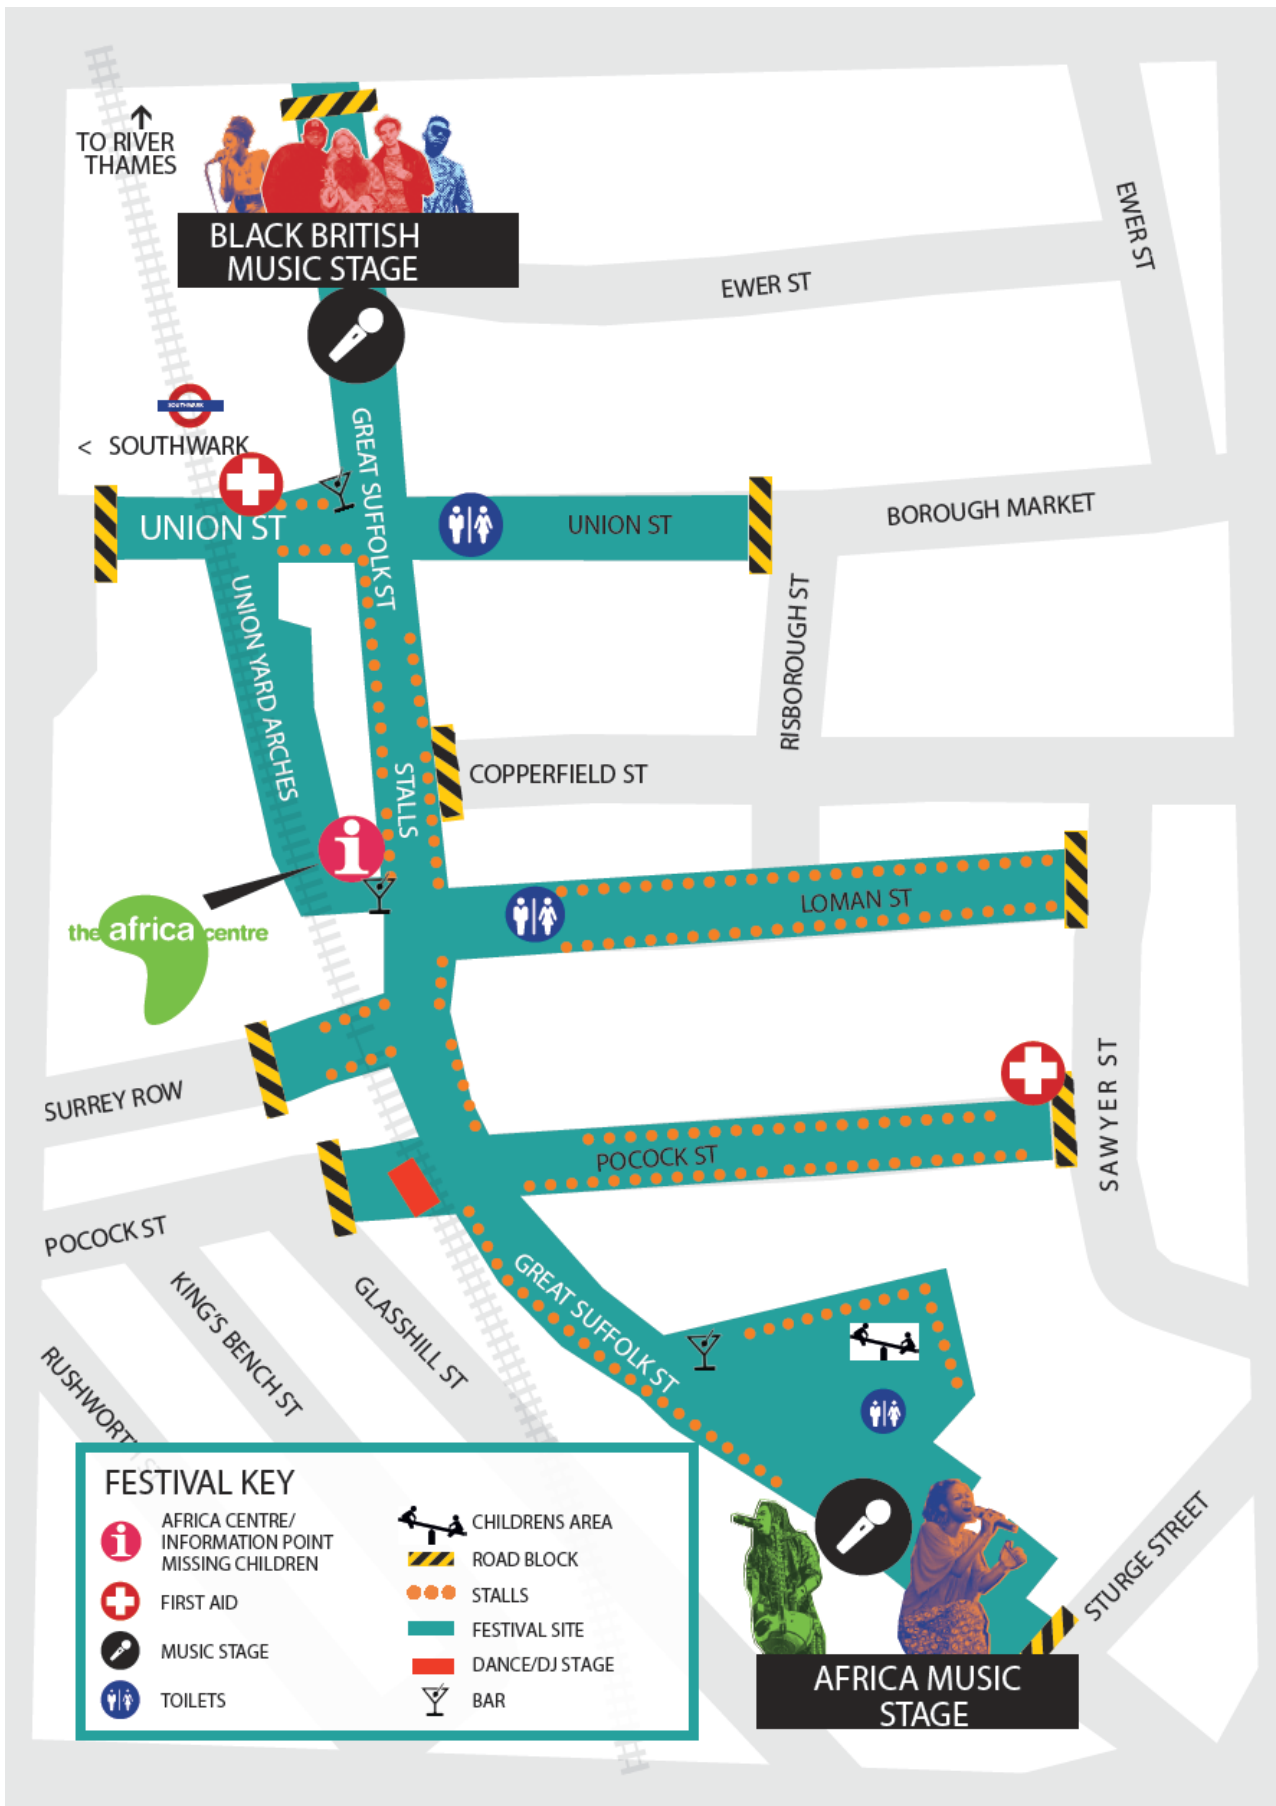 TO RIVER
THAMES
BLACK BRITISH
MUSIC STAGE
EWER ST
EWER ST
SOUTHWARK
< SOUTHWARK
GREAT SUFFOLK ST
UNION ST
UNION ST
BOROUGH MARKET
UNION YARD ARCHES
RISBOROUGH ST
STALLS
COPPERFIELD ST
i
LOMAN ST
the africa centre
SURREY ROW
SAWYER ST
POCOCK ST
POCOCK ST
KING'S BENCH ST
GLASSHILL ST
GREAT SUFFOLK ST
RUSHWORTH ST
STURGE STREET
AFRICA MUSIC
STAGE
FESTIVAL KEY
i
AFRICA CENTRE/
INFORMATION POINT
MISSING CHILDREN
FIRST AID
MUSIC STAGE
TOILETS
CHILDRENS AREA
ROAD BLOCK
STALLS
FESTIVAL SITE
DANCE/DJ STAGE
BAR